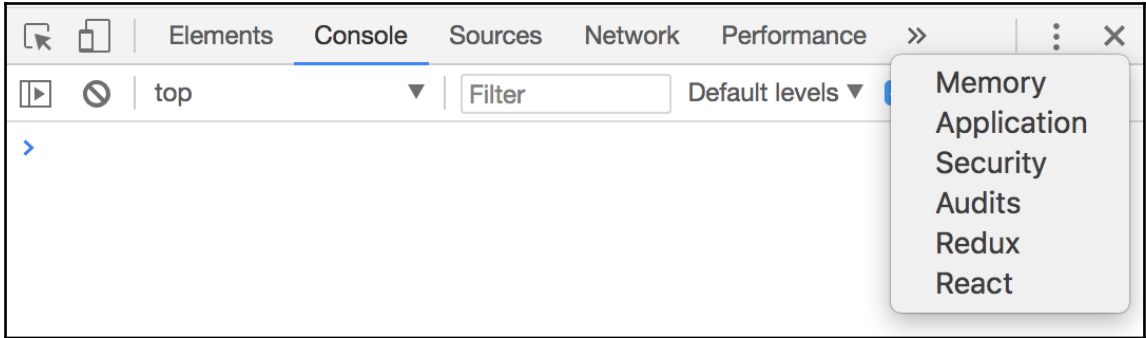 Elements Console Sources Network Performance
top Filter Default levels
Memory
Application
Security
Audits
Redux
React